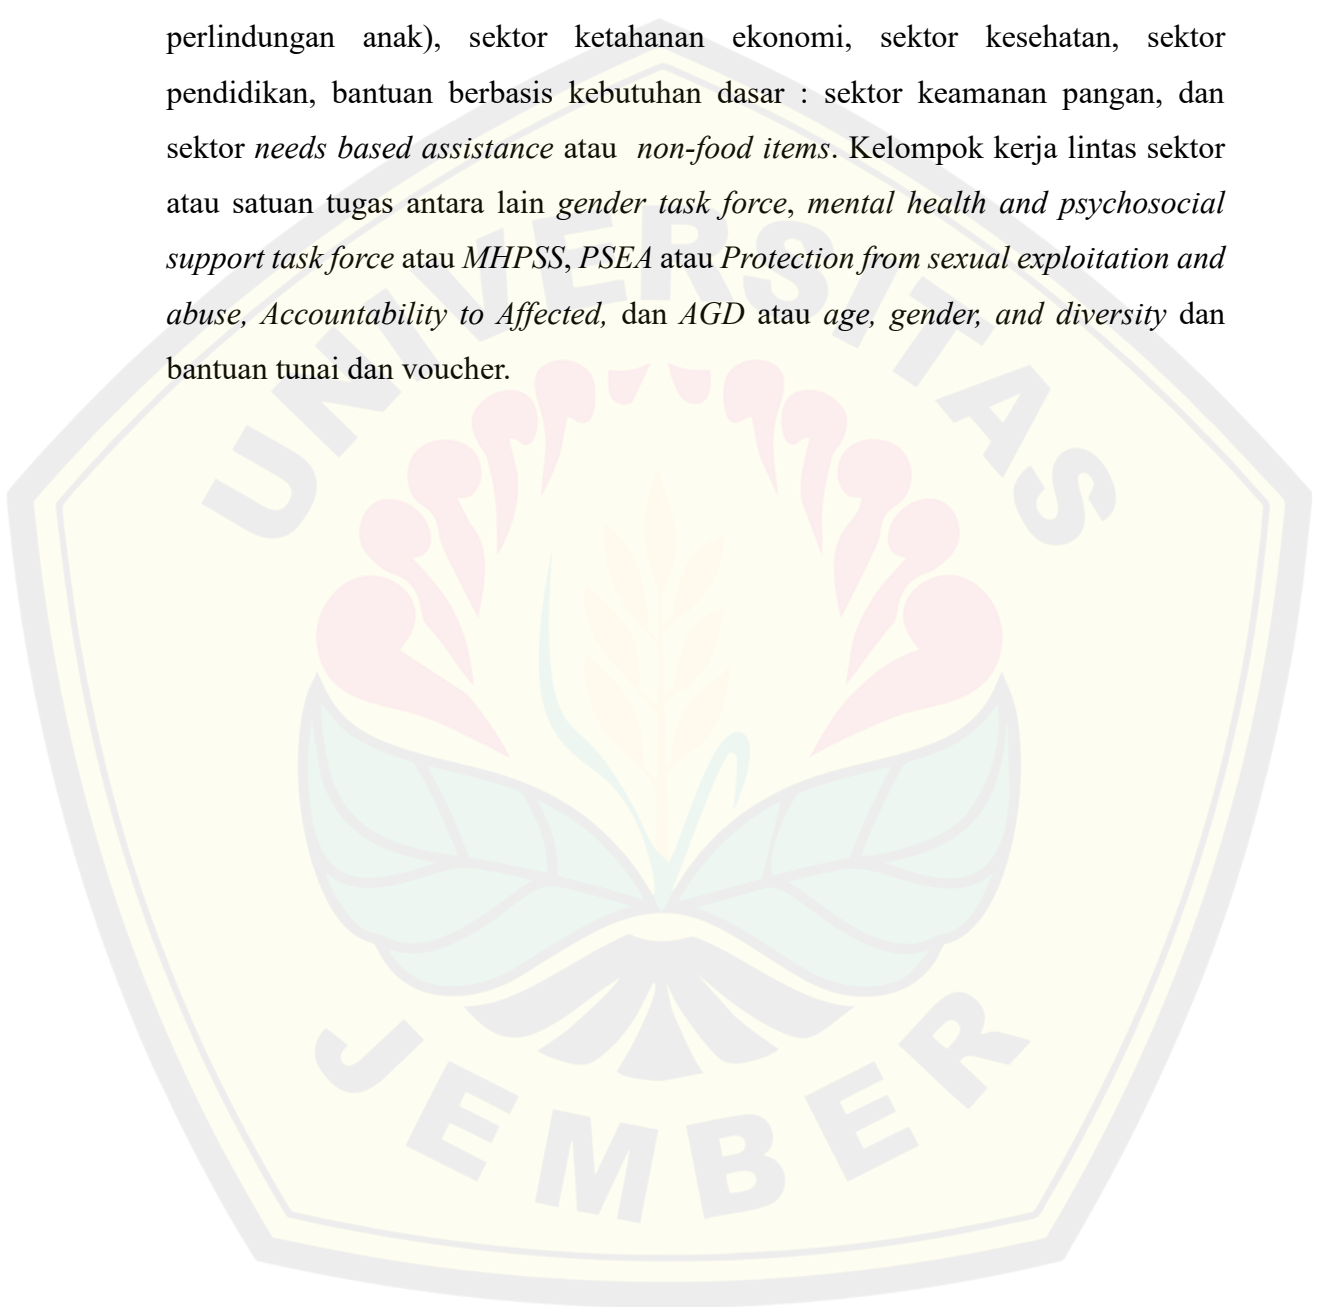 perlindungan anak), sektor ketahanan ekonomi, sektor kesehatan, sektor
pendidikan, bantuan berbasis kebutuhan dasar : sektor keamanan pangan, dan
sektor needs based assistance atau non-food items. Kelompok kerja lintas sektor
atau satuan tugas antara lain gender task force, mental health and psychosocial
support task force atau MHPSS, PSEA atau Protection from sexual exploitation and
abuse, Accountability to Affected, dan AGD atau age, gender, and diversity dan
bantuan tunai dan voucher.
UNIVERSITAS
JEMBER